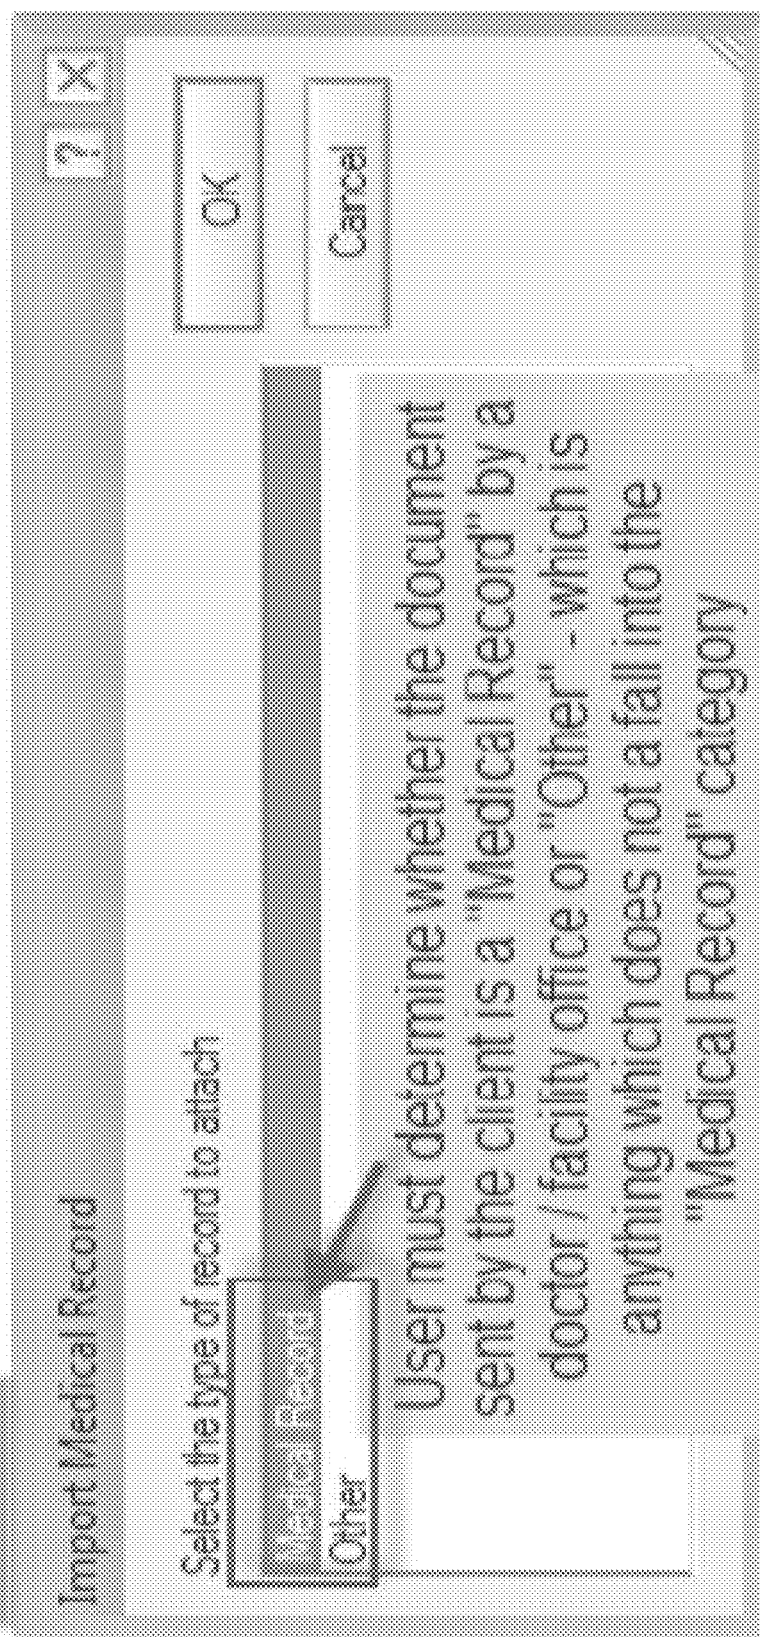 Import Medical Record
? X
Select the type of record to attach
Medical Record
Other
OK
Cancel
User must determine whether the document
sent by the client is a "Medical Record" by a
doctor / facility office or "Other" - which is
anything which does not a fall into the
"Medical Record" category